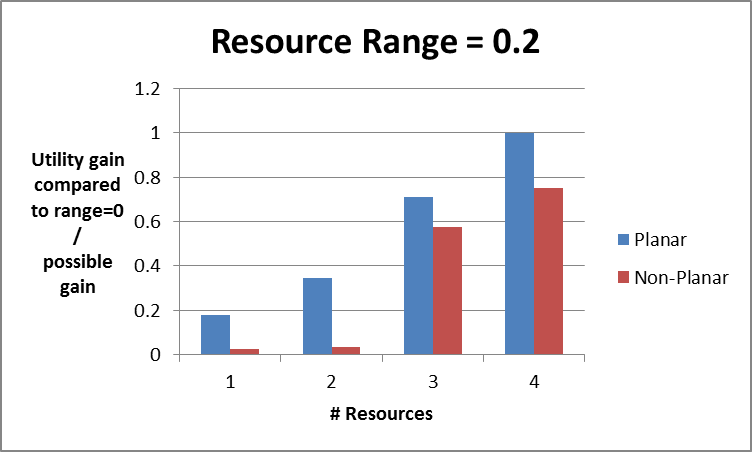 Resource Range = 0.2
1.2
1
0.8
0.6
0.4
0.2
0
Utility gain
compared
to range=0
/
possible
gain
1 2 3 4
# Resources
Planar
Non-Planar